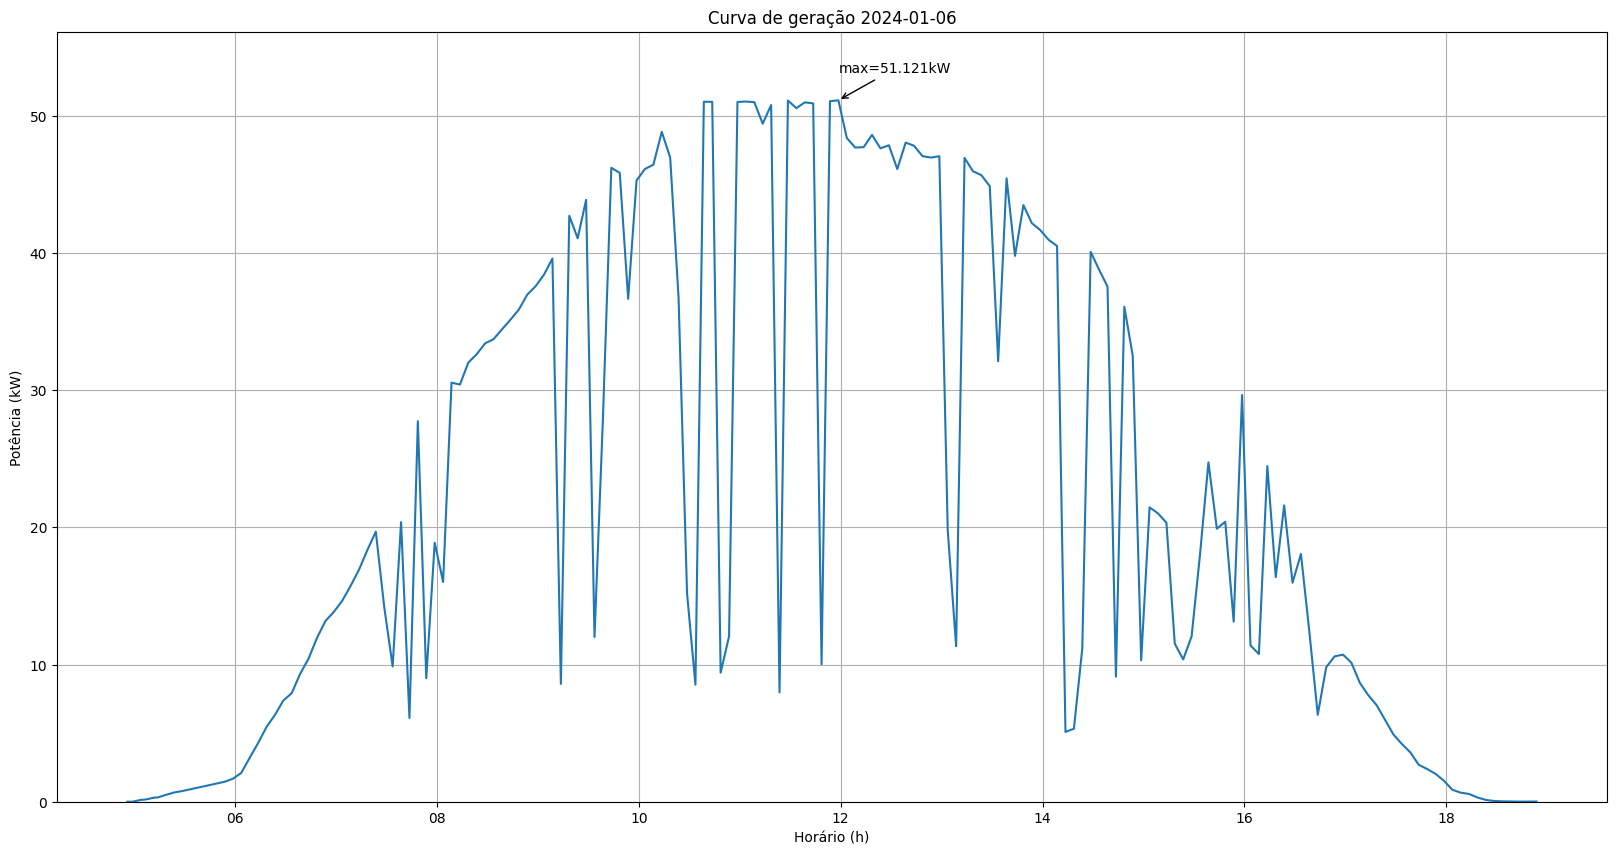 Curva de geração 2024-01-06
max=51.121kW
Potência (kW)
50
40
30
20
10
0
06 08 10 12 14 16 18
Horário (h)